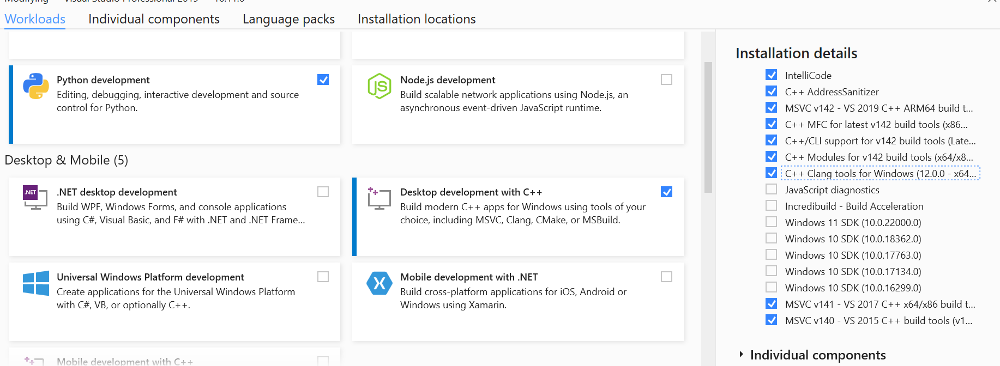 Modifying — Visual Studio Professional 2019 — 16.11.6
Workloads
Individual components
Language packs
Installation locations
Python development
Editing, debugging, interactive development and source
control for Python.
JS
Node.js development
Build scalable network applications using Node.js, an
asynchronous event-driven JavaScript runtime.
Desktop & Mobile (5)
.NET
.NET desktop development
Build WPF, Windows Forms, and console applications
using C#, Visual Basic, and F# with .NET and .NET Frame...
Desktop development with C++
Build modern C++ apps for Windows using tools of your
choice, including MSVC, Clang, CMake, or MSBuild.
Universal Windows Platform development
Create applications for the Universal Windows Platform
with C#, VB, or optionally C++.
Mobile development with .NET
Build cross-platform applications for iOS, Android or
Windows using Xamarin.
Mobile development with C++
Installation details
IntelliCode
C++ AddressSanitizer
MSVC v142 - VS 2019 C++ ARM64 build t...
C++ MFC for latest v142 build tools (x86...
C++/CLI support for v142 build tools (Late...
C++ Modules for v142 build tools (x64/x8...
C++ Clang tools for Windows (12.0.0 - x64...
JavaScript diagnostics
Incredibuild - Build Acceleration
Windows 11 SDK (10.0.22000.0)
Windows 10 SDK (10.0.18362.0)
Windows 10 SDK (10.0.17763.0)
Windows 10 SDK (10.0.17134.0)
Windows 10 SDK (10.0.16299.0)
MSVC v141 - VS 2017 C++ x64/x86 build t...
MSVC v140 - VS 2015 C++ build tools (v1...
Individual components